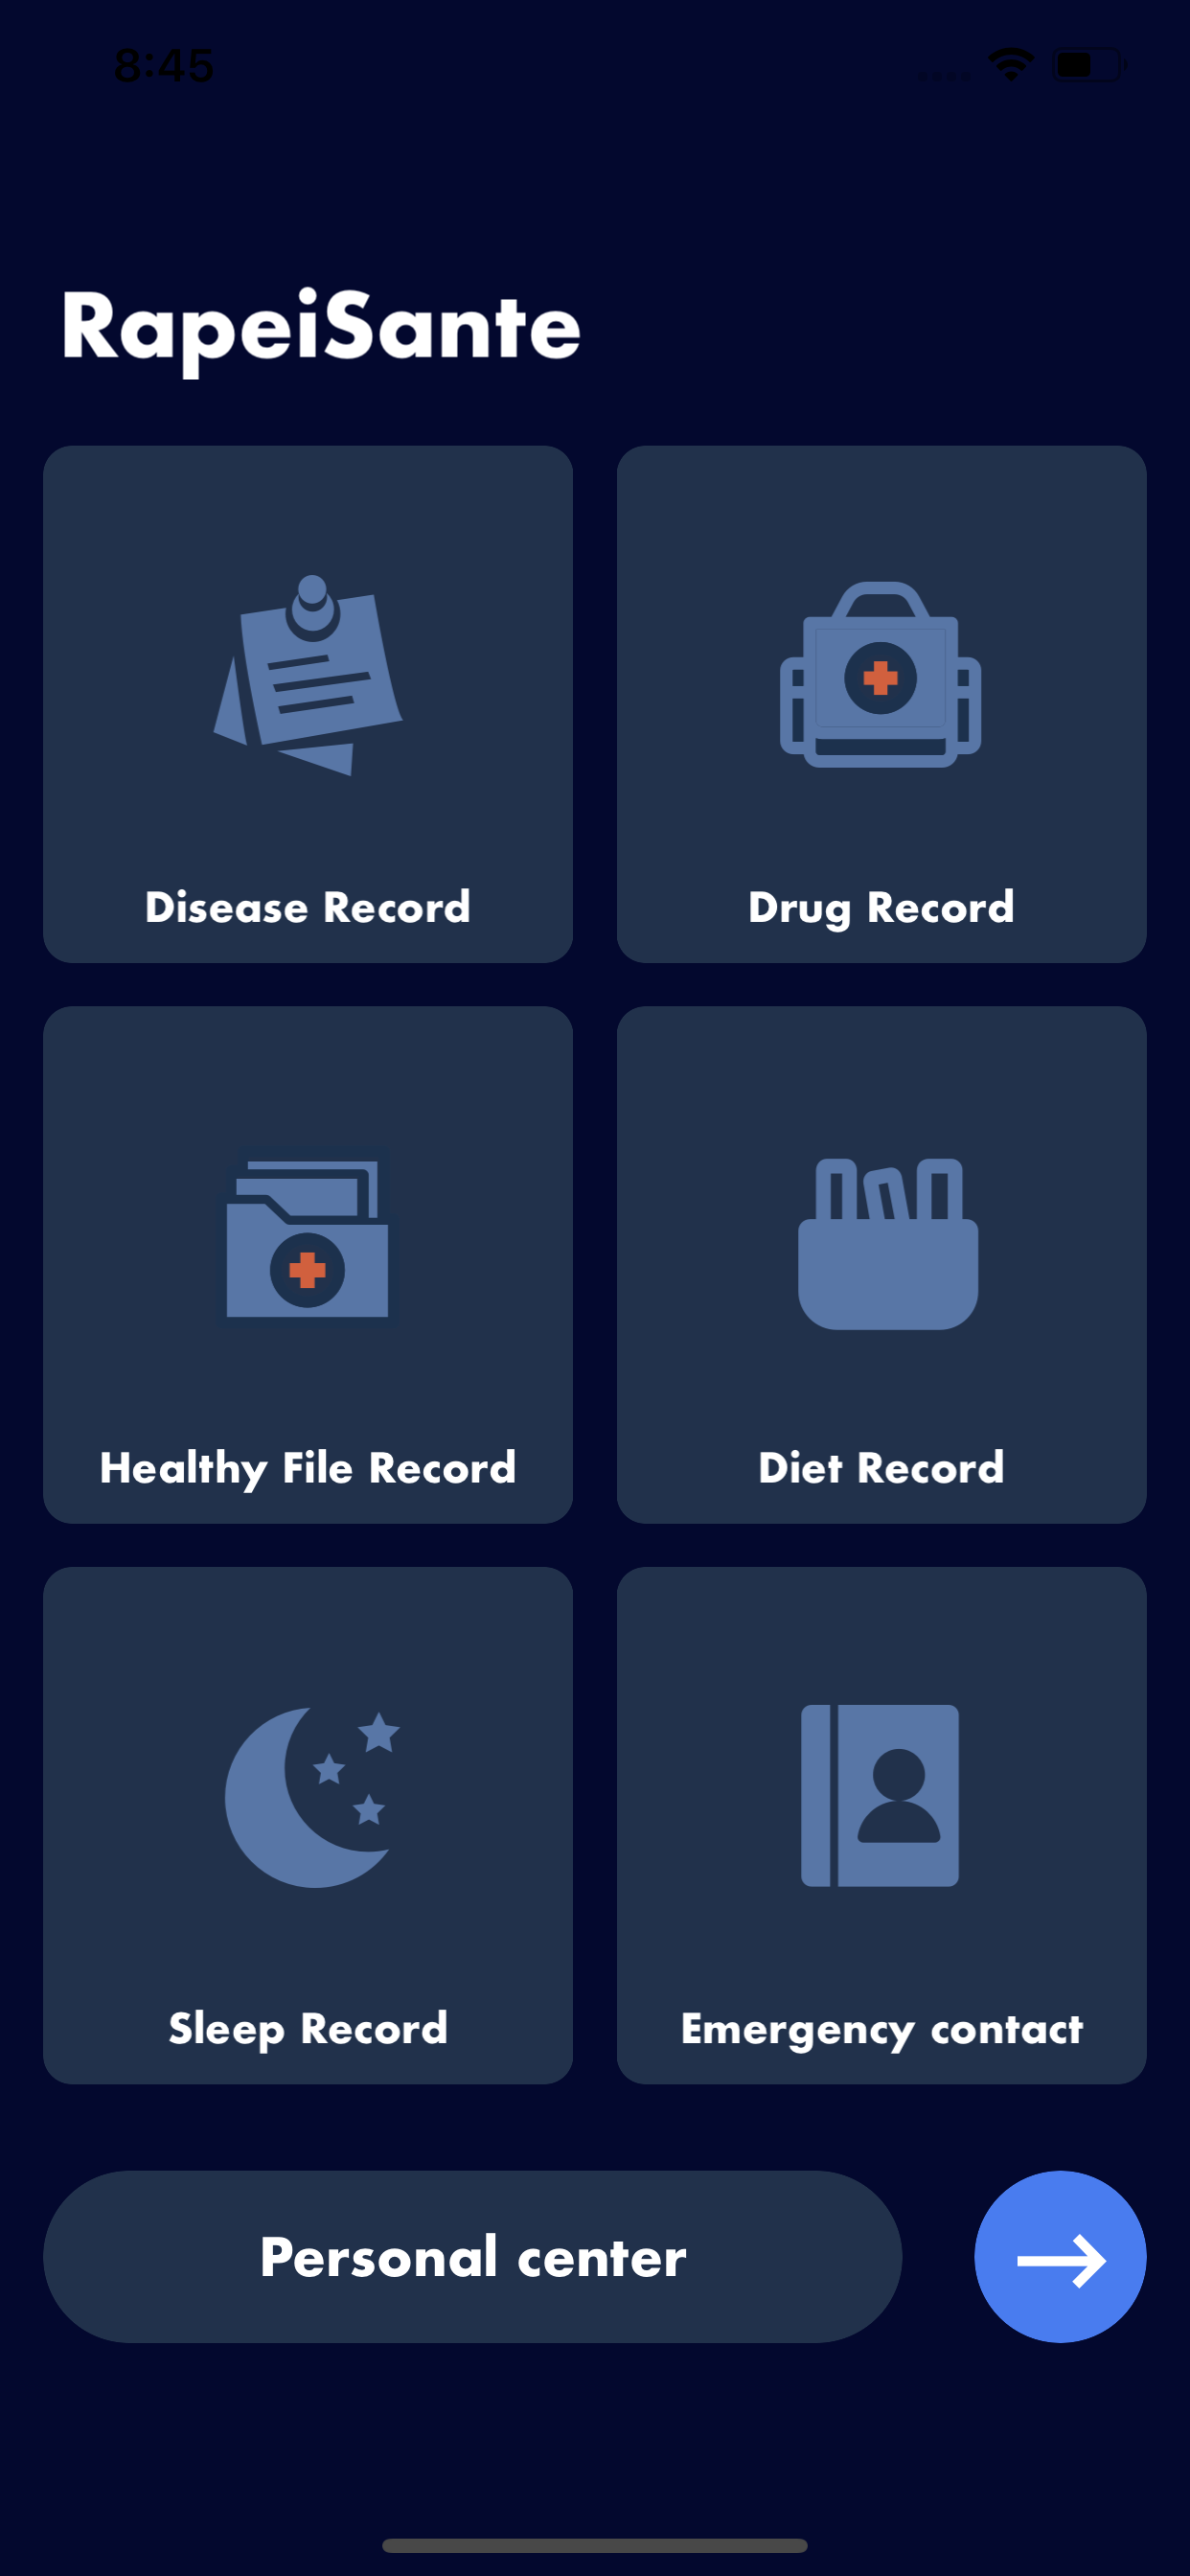 8:45
RapeiSante
Disease Record
Drug Record
Healthy File Record
Diet Record
Sleep Record
Emergency contact
Personal center